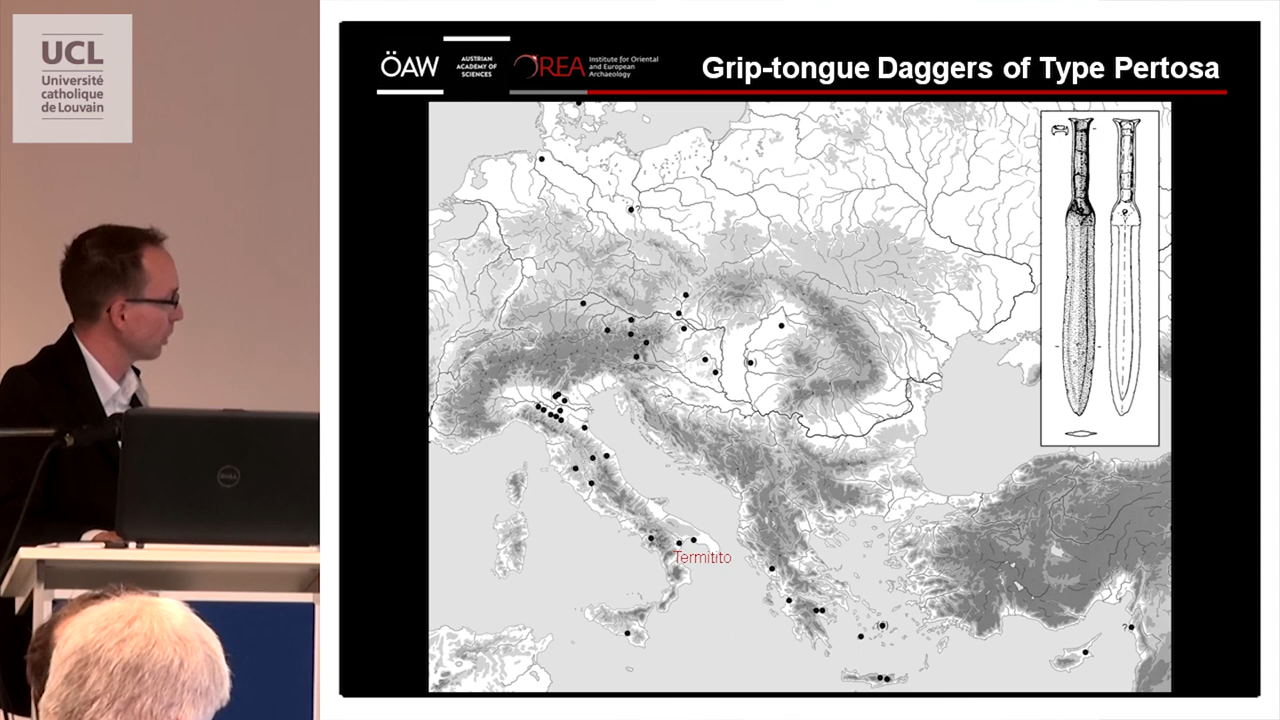 UCL
Université
catholique
de Louvain
ÖAW
AUSTRIAN
ACADEMY OF
SCIENCES
OREA
Institute for Oriental
and European
Archaeology
Grip-tongue Daggers of Type Pertosa
?
Termitito
?
DELL